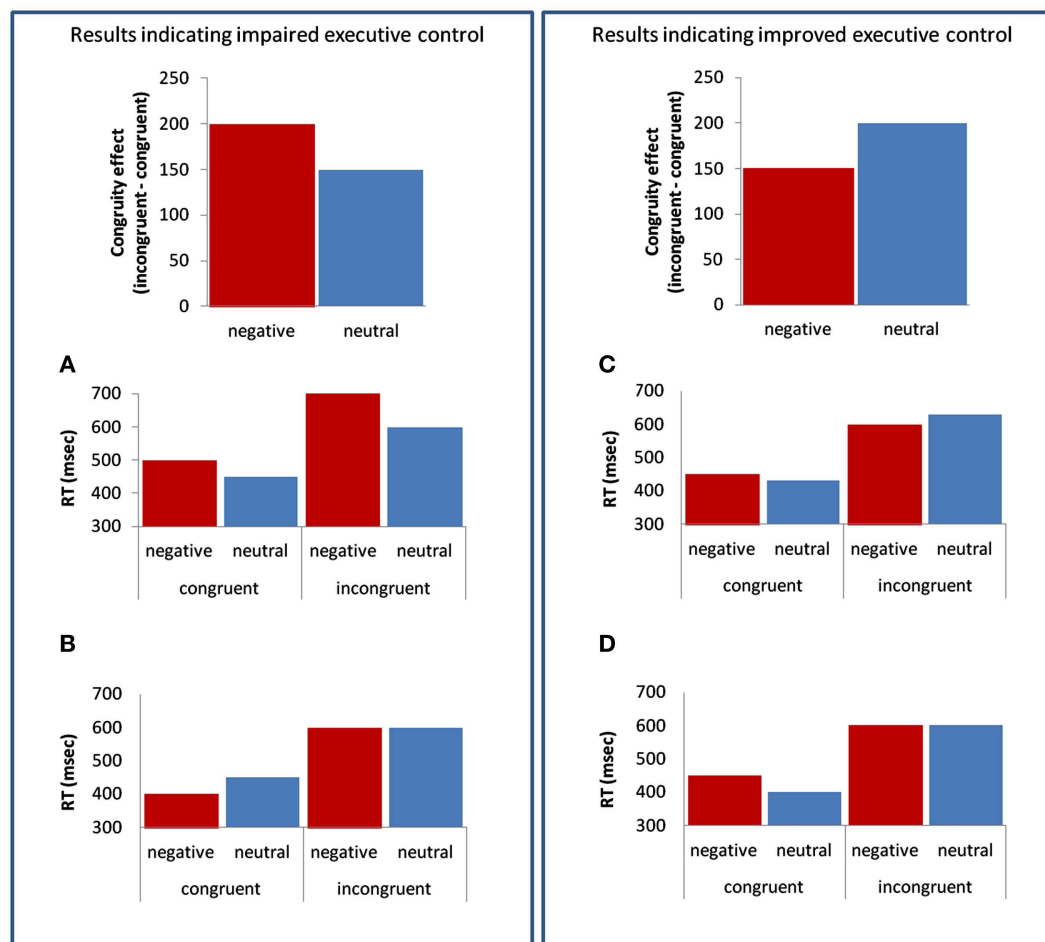 Results indicating impaired executive control
Congruity effect
(incongruent - congruent)
250
200
150
100
50
0
negative neutral
A
RT (msec)
700
600
500
400
300
negative neutral negative neutral
congruent incongruent
B
RT (msec)
700
600
500
400
300
negative neutral negative neutral
congruent incongruent
Results indicating improved executive control
Congruity effect
(incongruent - congruent)
250
200
150
100
50
0
negative neutral
C
RT (msec)
700
600
500
400
300
negative neutral negative neutral
congruent incongruent
D
RT (msec)
700
600
500
400
300
negative neutral negative neutral
congruent incongruent